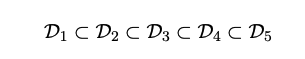 𝒟₁ ⊂ 𝒟₂ ⊂ 𝒟₃ ⊂ 𝒟₄ ⊂ 𝒟₅